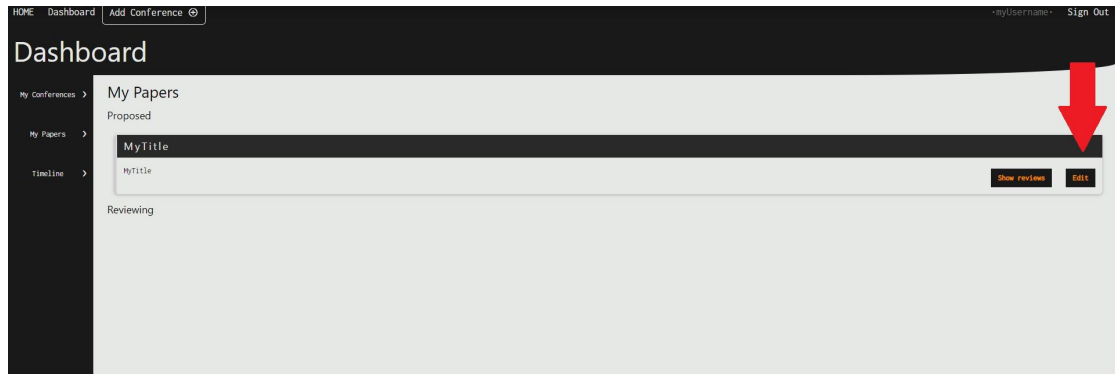 HOME Dashboard Add Conference ⊕ -myUsername- Sign Out
Dashboard
My Conferences >
My Papers >
Timeline >
My Papers
Proposed
MyTitle
MyTitle
Show reviews Edit
Reviewing